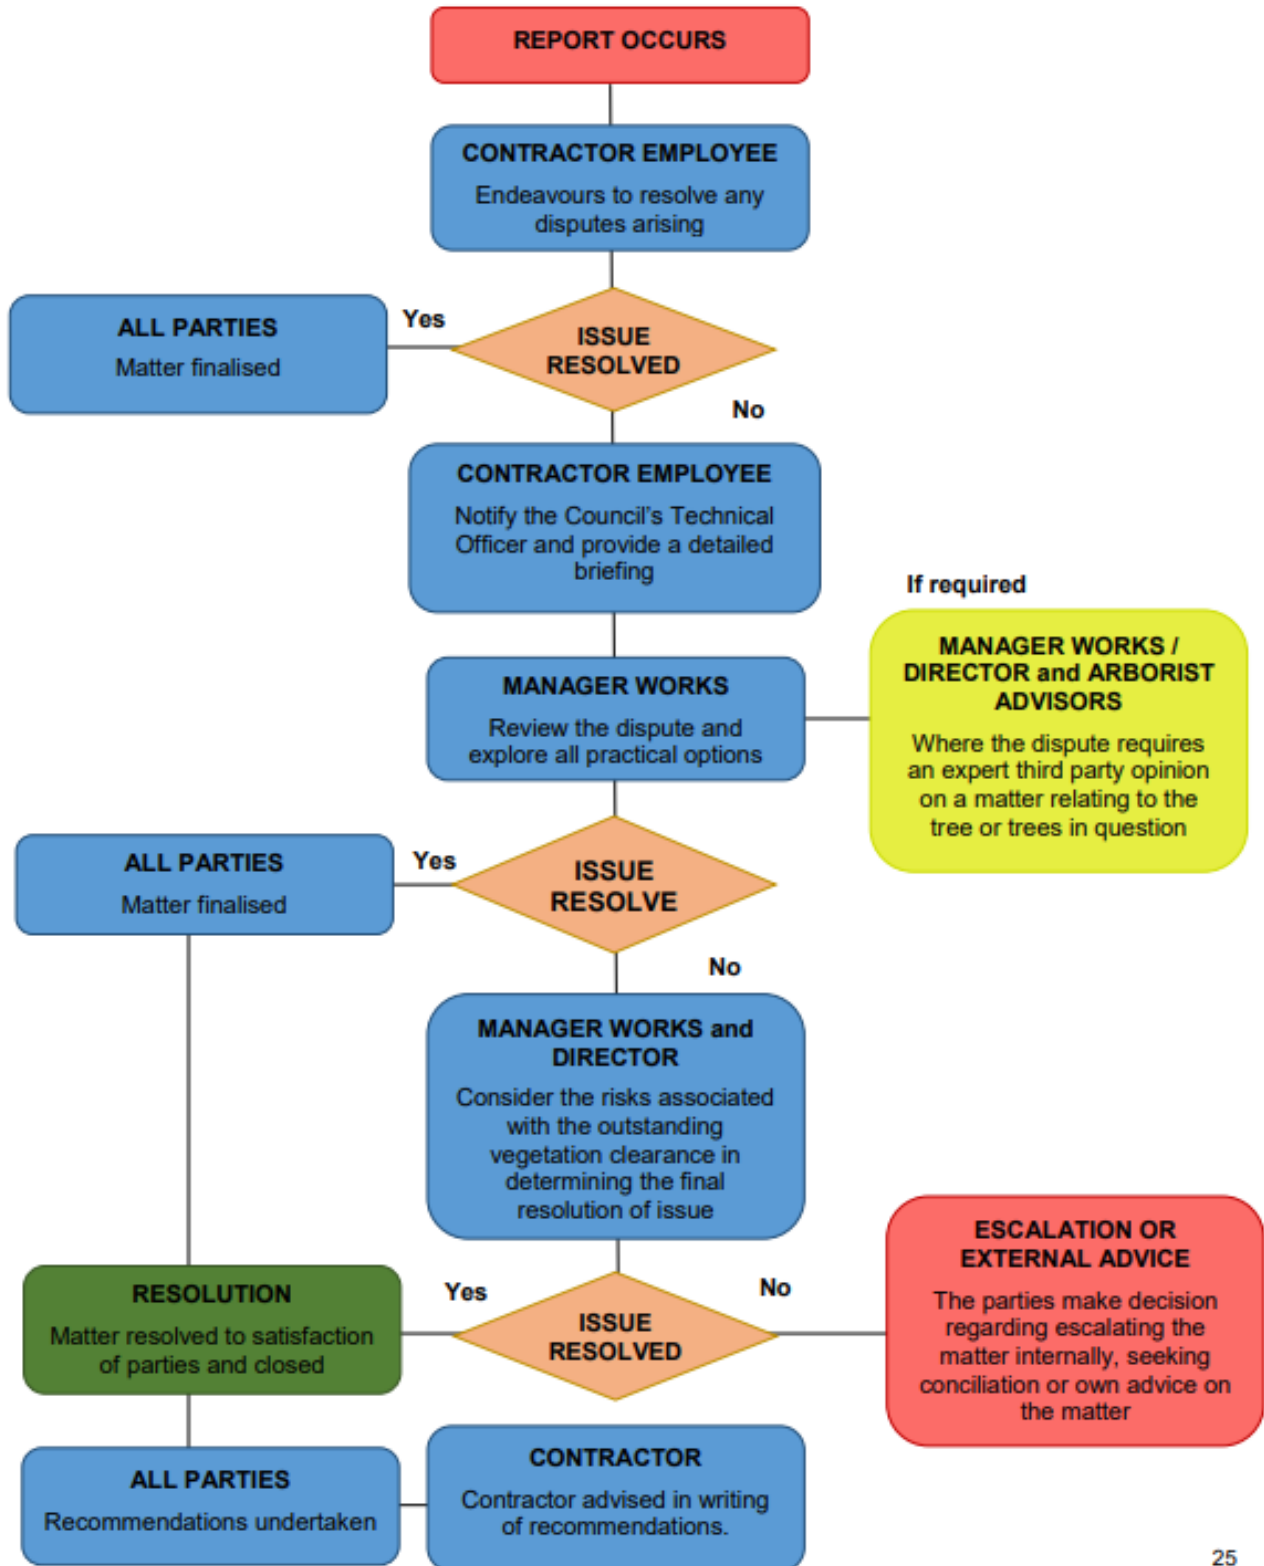 REPORT OCCURS
CONTRACTOR EMPLOYEE
Endeavours to resolve any
disputes arising
ALL PARTIES
Matter finalised
Yes
ISSUE
RESOLVED
No
CONTRACTOR EMPLOYEE
Notify the Council’s Technical
Officer and provide a detailed
briefing
If required
MANAGER WORKS /
DIRECTOR and ARBORIST
ADVISORS
Where the dispute requires
an expert third party opinion
on a matter relating to the
tree or trees in question
MANAGER WORKS
Review the dispute and
explore all practical options
ALL PARTIES
Matter finalised
Yes
ISSUE
RESOLVE
No
MANAGER WORKS and
DIRECTOR
Consider the risks associated
with the outstanding
vegetation clearance in
determining the final
resolution of issue
RESOLUTION
Matter resolved to satisfaction
of parties and closed
Yes
ISSUE
RESOLVED
No
ESCALATION OR
EXTERNAL ADVICE
The parties make decision
regarding escalating the
matter internally, seeking
conciliation or own advice on
the matter
ALL PARTIES
Recommendations undertaken
CONTRACTOR
Contractor advised in writing
of recommendations.
25